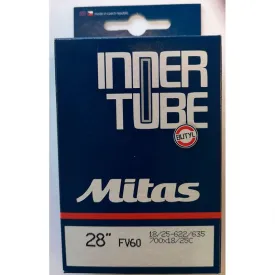 INNER
TUBE
BUTYL
Mitas
28" FV60
18/25-622/635
700x18/25C